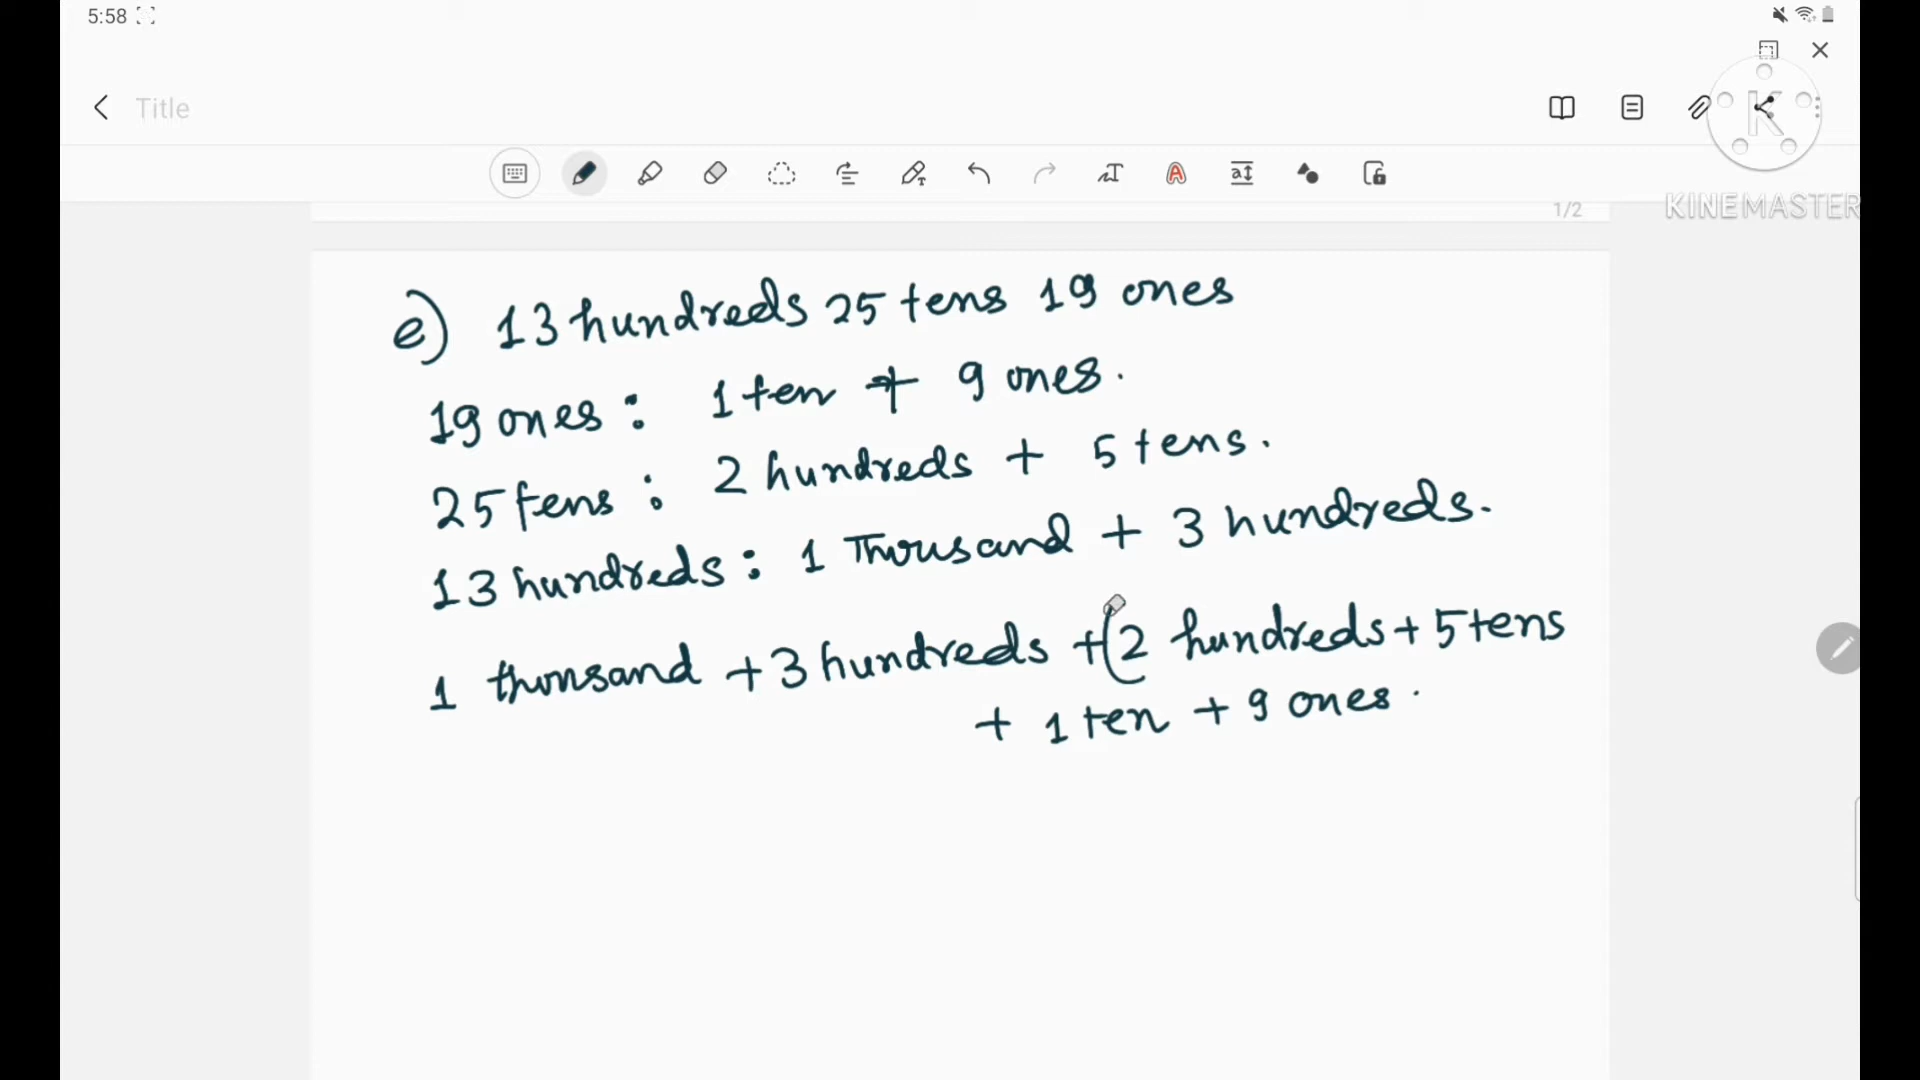 5:58
Title
KINEMASTER
1/2
e) 13 hundreds 25 tens 19 ones
19 ones : 1 ten + 9 ones.
25 tens : 2 hundreds + 5 tens.
13 hundreds : 1 Thousand + 3 hundreds.
1 thousand + 3 hundreds + (2 hundreds + 5 tens
+ 1 ten + 9 ones.